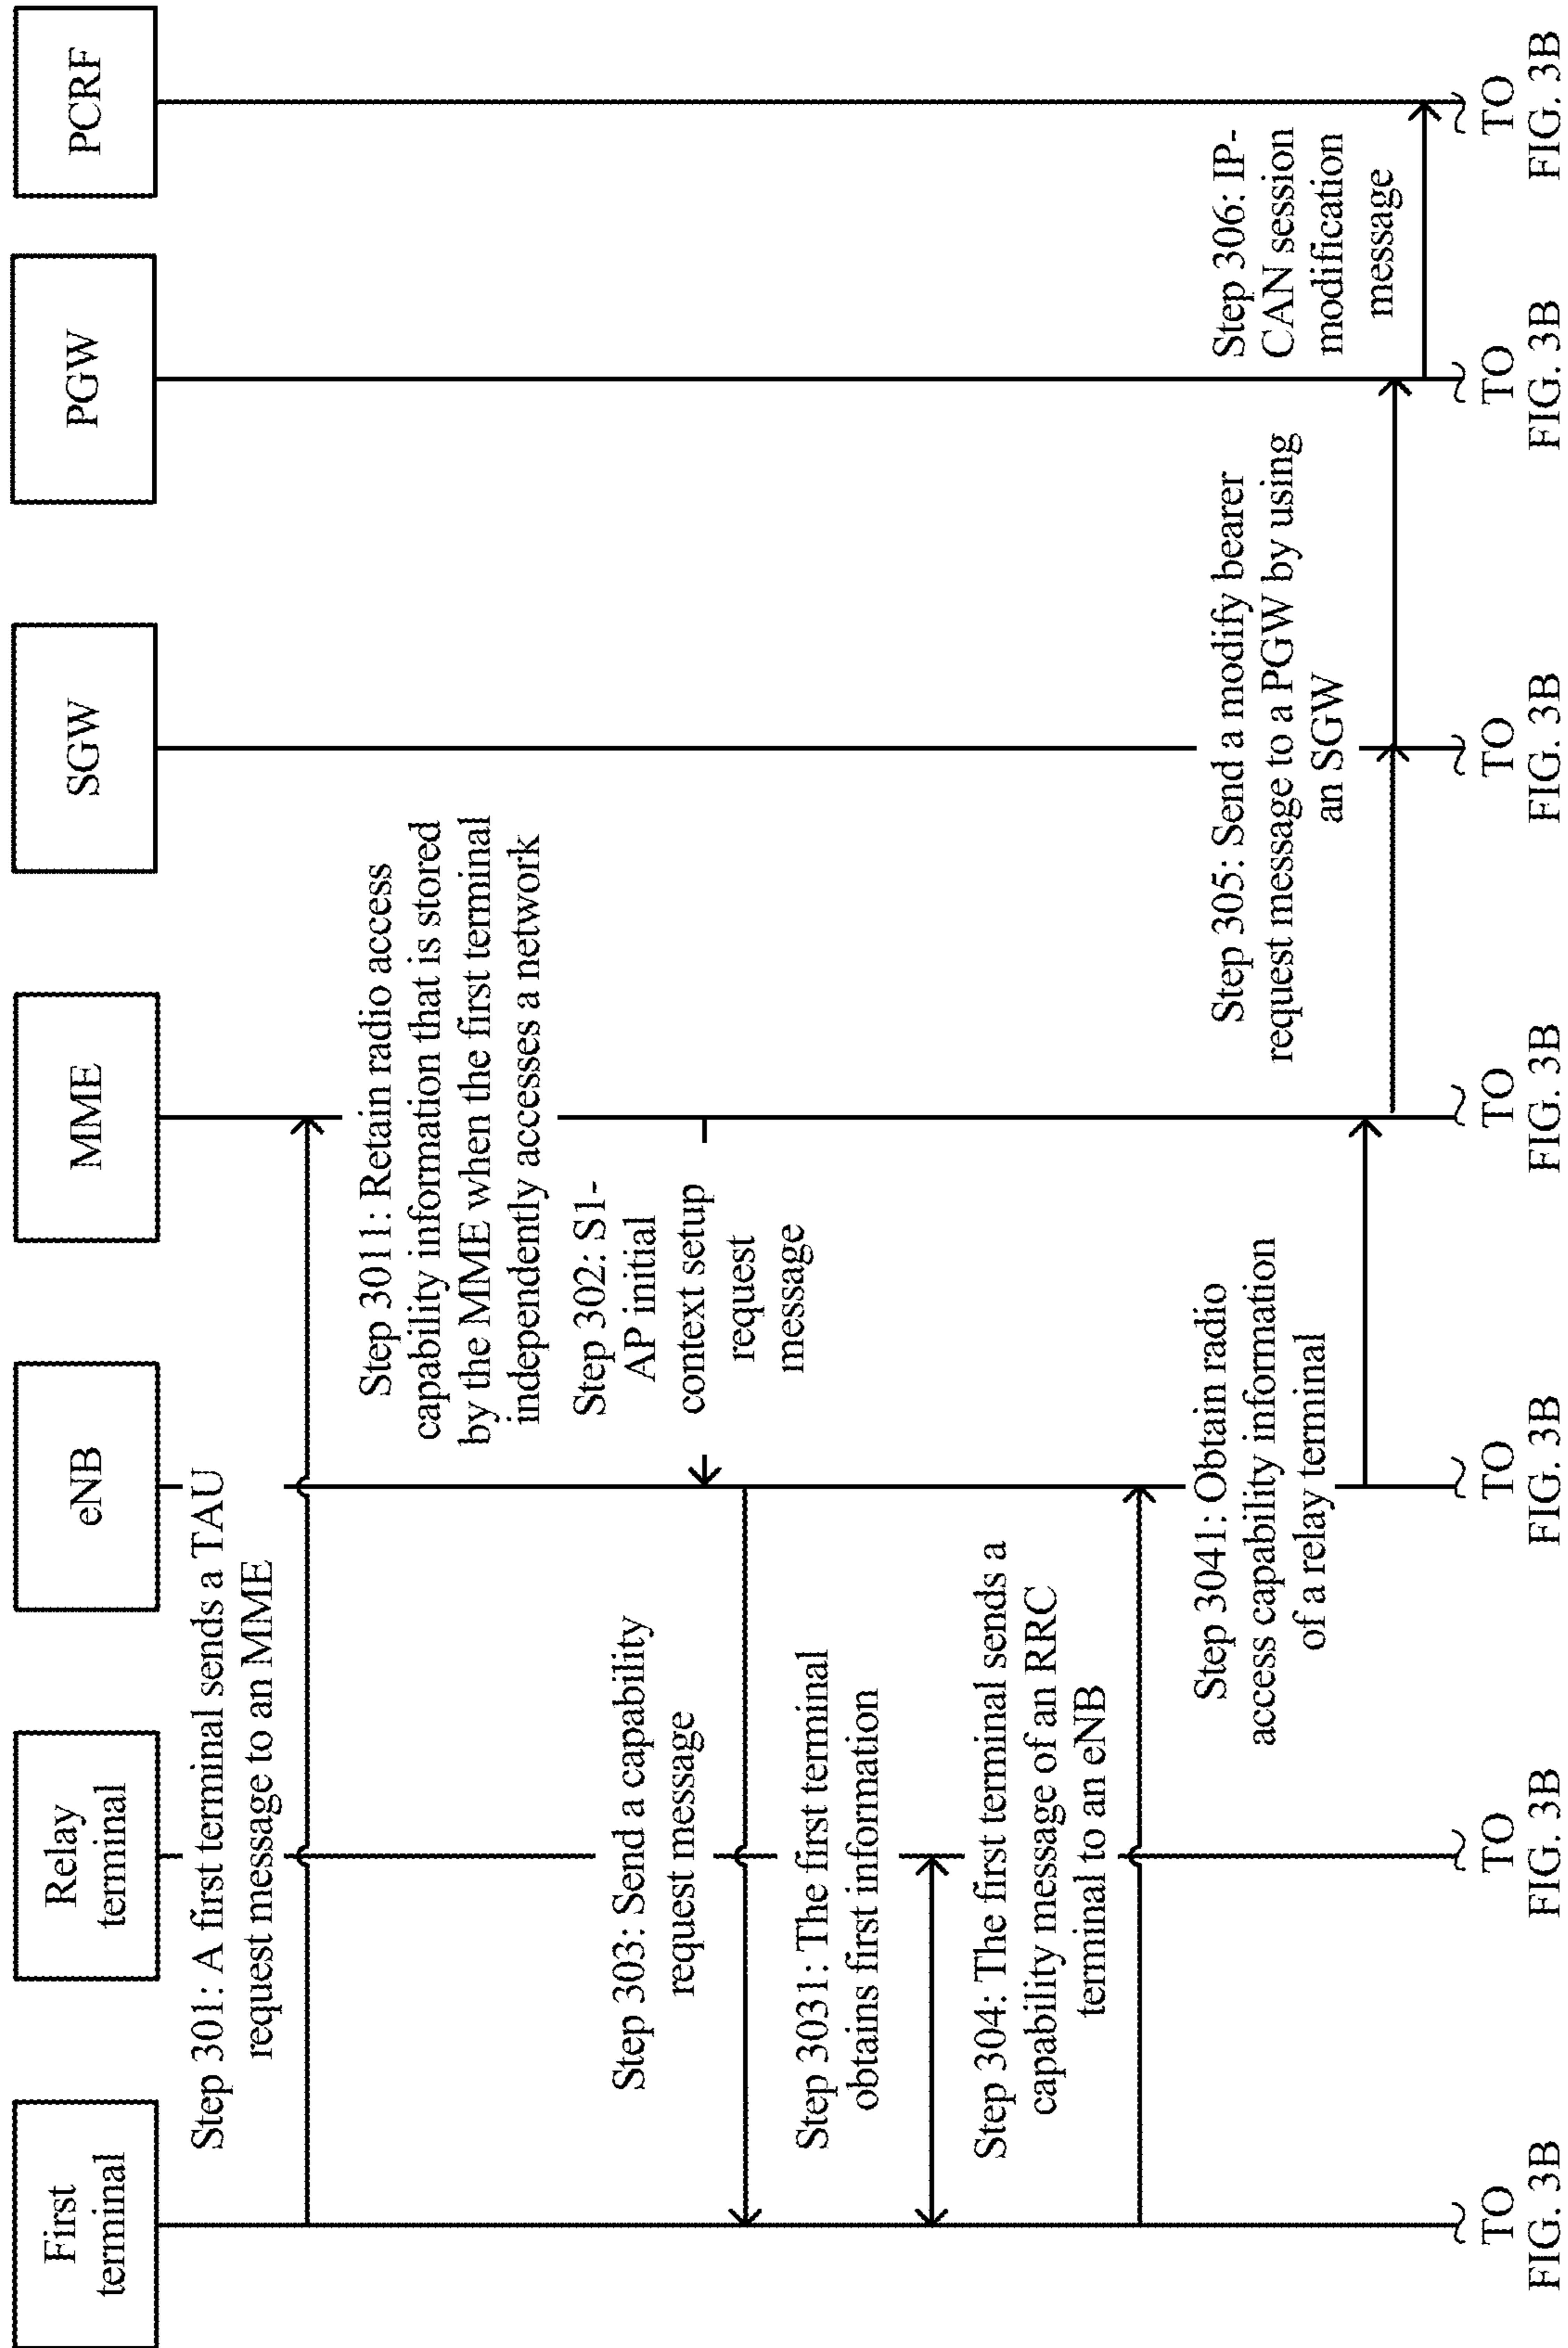 First
terminal
Relay
terminal
eNB
MME
SGW
PGW
PCRF
Step 301: A first terminal sends a TAU
request message to an MME
Step 3011: Retain radio access
capability information that is stored
by the MME when the first terminal
independently accesses a network
Step 302: S1-
AP initial
context setup
request
message
Step 303: Send a capability
request message
Step 3031: The first terminal
obtains first information
Step 304: The first terminal sends a
capability message of an RRC
terminal to an eNB
Step 3041: Obtain radio
access capability information
of a relay terminal
Step 305: Send a modify bearer
request message to a PGW by using
an SGW
Step 306: IP-
CAN session
modification
message
TO
FIG. 3B
TO
FIG. 3B
TO
FIG. 3B
TO
FIG. 3B
TO
FIG. 3B
TO
FIG. 3B
TO
FIG. 3B